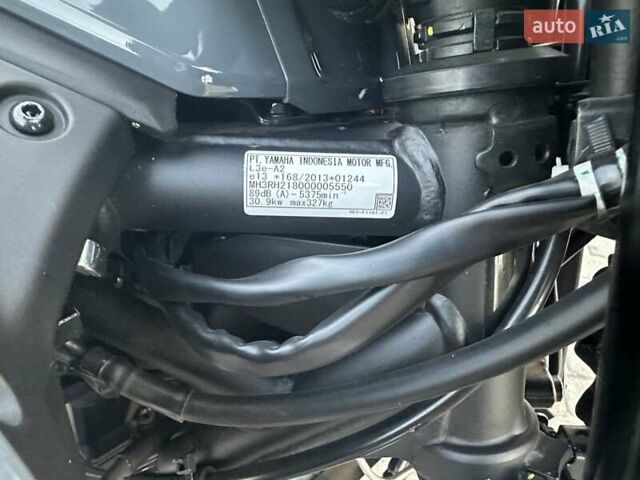 auto RIA
.com
PT. YAMAHA INDONESIA MOTOR MFG.
L3e-A2
e13 *168/2013*01244
MH3RH218000005550
89dB (A)-5375min⁻¹
30.9kw max327kg